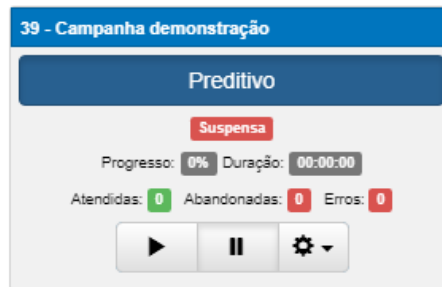 39 - Campanha demonstração
Preditivo
Suspensa
Progresso: 0% Duração: 00:00:00
Atendidas: 0 Abandonadas: 0 Erros: 0